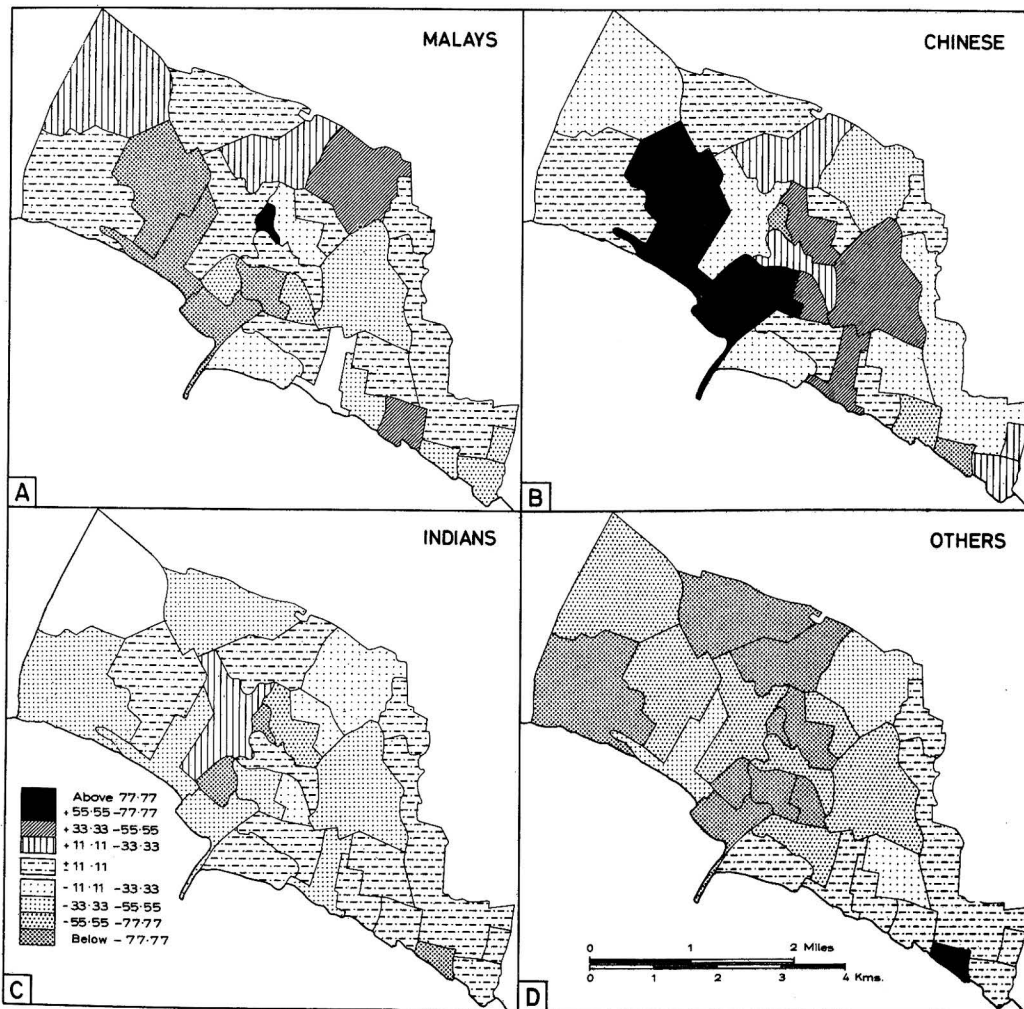 MALAYS
CHINESE
A
B
INDIANS
OTHERS
Above 77·77
+ 55·55 -77·77
+ 33·33 -55·55
+ 11·11 -33·33
± 11·11
- 11·11 -33·33
- 33·33 -55·55
- 55·55 -77·77
Below - 77·77
0 1 2 Miles
0 1 2 3 4 Kms.
C
D